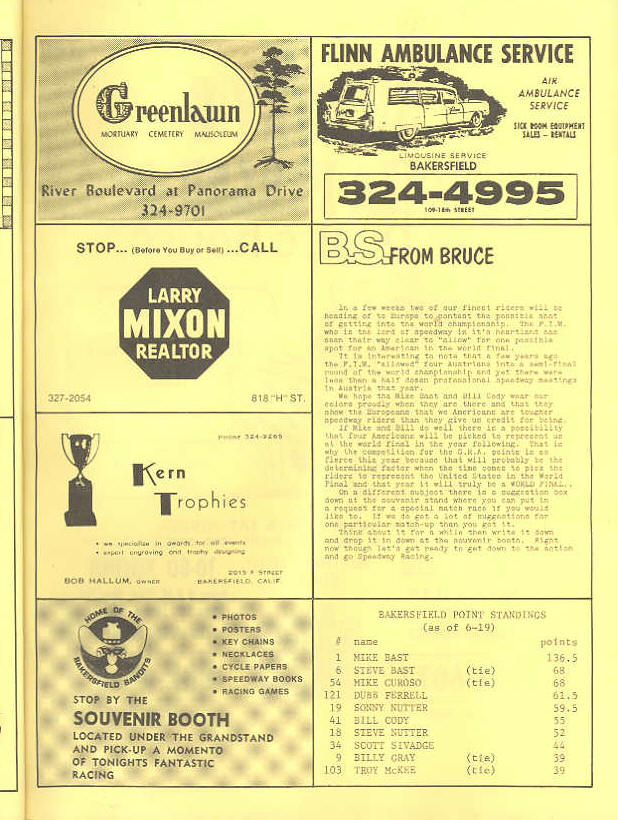 Greenlawn
MORTUARY CEMETERY MAUSOLEUM
River Boulevard at Panorama Drive
324-9701
FLINN AMBULANCE SERVICE
AIR
AMBULANCE
SERVICE
SICK ROOM EQUIPMENT
SALES — RENTALS
LIMOUSINE SERVICE
BAKERSFIELD
324-4995
109-18th STREET
STOP... (Before You Buy or Sell) ...CALL
LARRY
MIXON
REALTOR
327-2054 818 "H" ST.
B.S. FROM BRUCE
In a few weeks two of our finest riders will be
heading of to Europe to contest the possible shot
of getting into the world championship. The F.I.M.
who is the lord of speedway in it's heartland has
seen their way clear to "allow" for one possible
spot for an American in the world final.
It is interesting to note that a few years ago
the F.I.M. "allowed" four Austrians into a semi-final
round of the world championship and yet there were
less than a half dozen professional speedway meetings
in Austria that year.
We hope tha Mike Bast and Bill Cody wear our
colors proudly when they are there and that they
show the Europeans that we Americans are tougher
speedway riders than they give us credit for being.
If Mike and Bill do well there is a possibility
that four Americans will be picked to represent us
at the world final in the year following. That is
why the competition for the G.R.A. points is so
fierce this year because that will probably be the
determining factor when the time comes to pick the
riders to represent the United States in the World
Final and that year it will truly be a WORLD FINAL..
On a different subject there is a suggestion box
down at the souvenir stand where you can put in
a request for a special match race if you would
like to. If we do get a lot of suggestions for
one particular match-up than you got it.
Think about it for a while then write it down
and drop it in down at the souvenir booth. Right
now though let's get ready to get down to the action
and go Speedway Racing.
PHONE 324-9265
Kern
Trophies
• we specialize in awards for all events
• expert engraving and trophy designing
2015 F STREET
BOB HALLUM, OWNER BAKERSFIELD, CALIF.
HOME OF THE
BAKERSFIELD BANDITS
• PHOTOS
• POSTERS
• KEY CHAINS
• NECKLACES
• CYCLE PAPERS
• SPEEDWAY BOOKS
• RACING GAMES
STOP BY THE
SOUVENIR BOOTH
LOCATED UNDER THE GRANDSTAND
AND PICK-UP A MOMENTO
OF TONIGHTS FANTASTIC
RACING
BAKERSFIELD POINT STANDINGS
(as of 6-19)
# name points
1 MIKE BAST 136.5
6 STEVE BAST (tie) 68
54 MIKE CUROSO (tie) 68
121 DUBB FERRELL 61.5
19 SONNY NUTTER 59.5
41 BILL CODY 55
18 STEVE NUTTER 52
34 SCOTT SIVADGE 44
9 BILLY GRAY (tie) 39
103 TROY McKEE (tie) 39